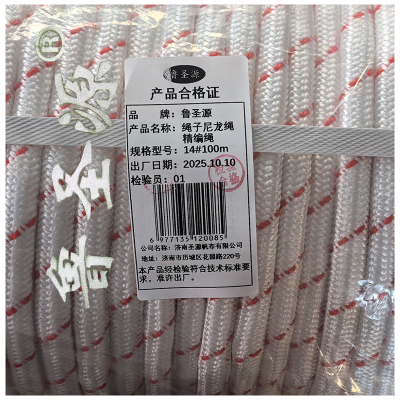 鲁圣源®
鲁圣源
产品合格证
品 牌：鲁圣源
产品名称：绳子尼龙绳
精编绳
规格型号：14#100m
出厂日期：2025.10.10
检验员：01
检验
合格
6 977135 120085
公司名称：济南圣源帆布有限公司
地址：济南市历城区花园路220号
本产品经检验符合技术标准要
求，准许出厂。